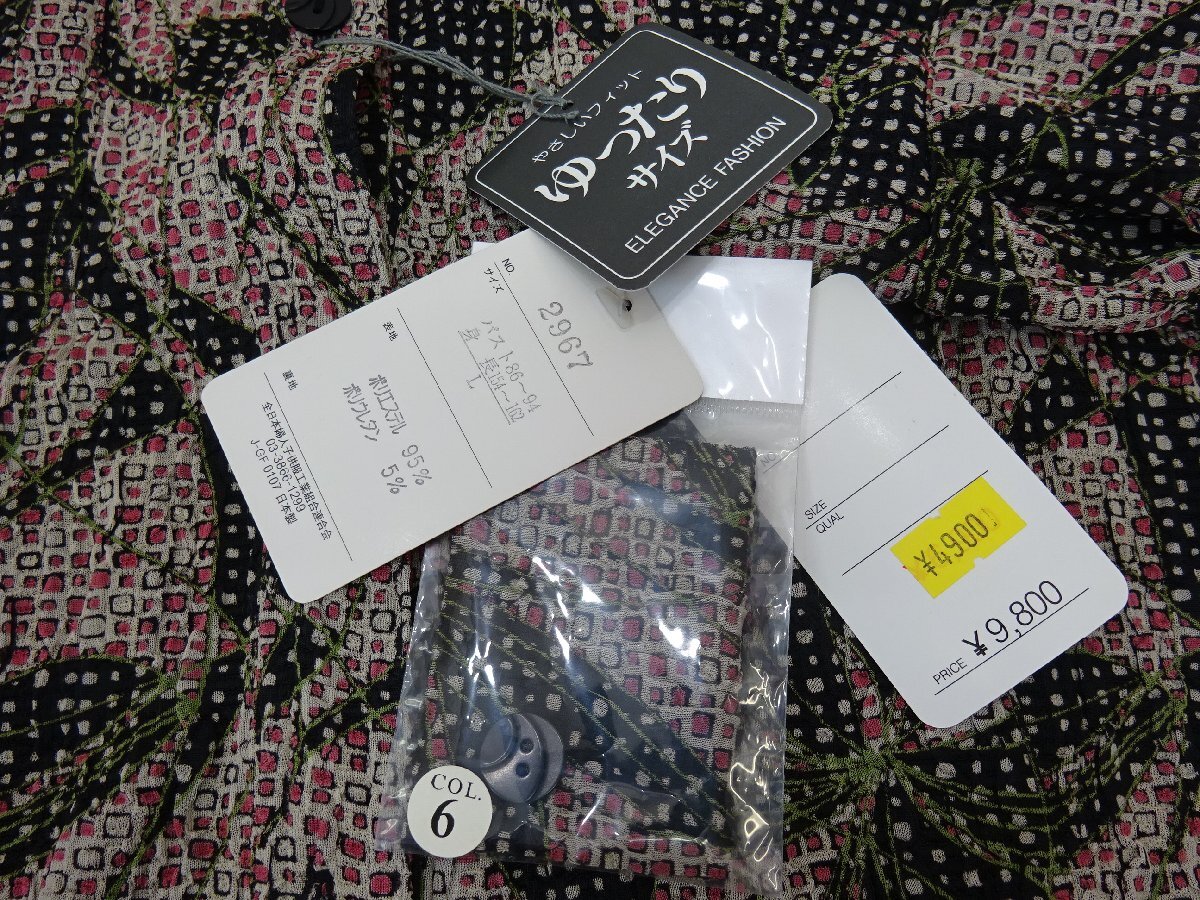 やさしいフィット
ゆったり
サイズ
ELEGANCE FASHION
NO.
2967
サイズ
バスト86~94
身長154~162
L
表地
ポリエステル 95%
ポリウレタン 5%
裏地
全日本婦人子供服工業組合連合会
03-3866-1299
J-GF 0107 日本製
COL.
6
NO.
SIZE
QUAL
¥4900
PRICE ¥9,800